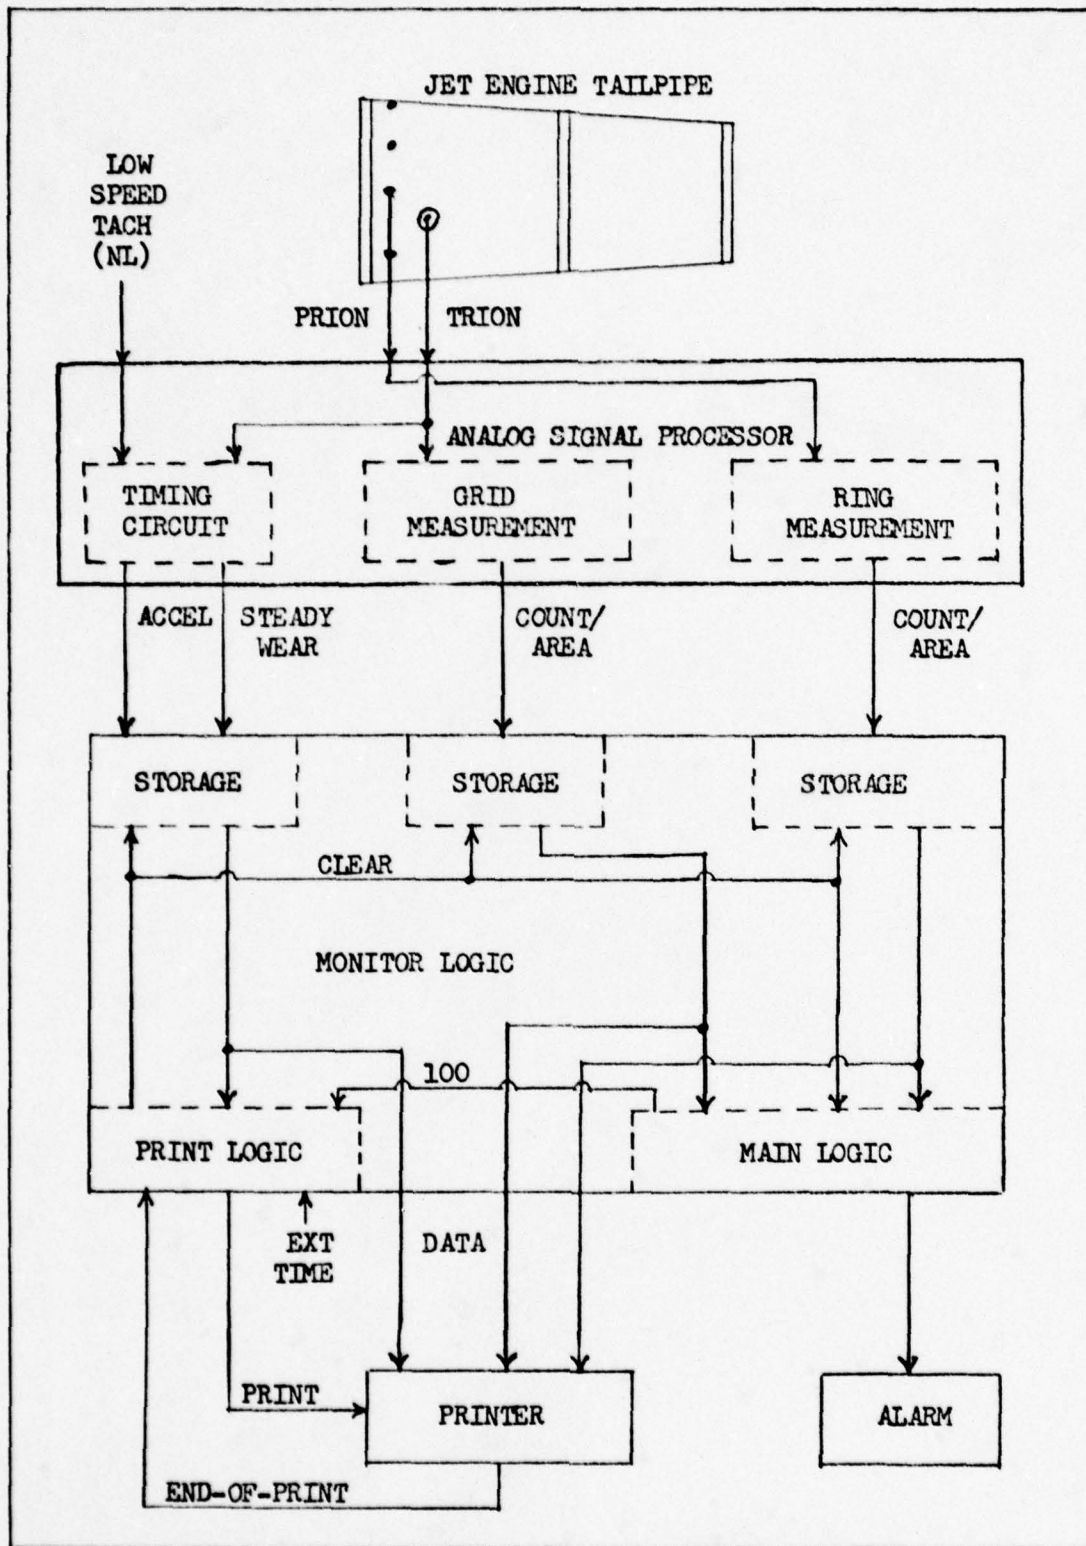 JET ENGINE TAILPIPE
LOW
SPEED
TACH
(NL)
PRION
TRION
ANALOG SIGNAL PROCESSOR
TIMING
CIRCUIT
GRID
MEASUREMENT
RING
MEASUREMENT
ACCEL
STEADY
WEAR
COUNT/
AREA
COUNT/
AREA
STORAGE
STORAGE
STORAGE
CLEAR
MONITOR LOGIC
100
PRINT LOGIC
MAIN LOGIC
EXT
TIME
DATA
PRINT
PRINTER
ALARM
END-OF-PRINT